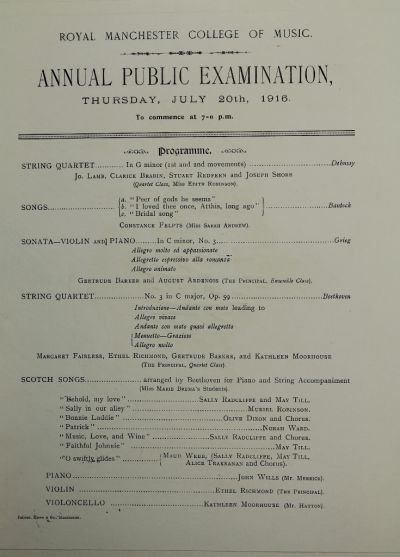 ROYAL MANCHESTER COLLEGE OF MUSIC.
ANNUAL PUBLIC EXAMINATION,
THURSDAY, JULY 20th, 1916.
To commence at 7-0 p.m.
Programme.
STRING QUARTET............In G minor (1st and 2nd movements) ........................Debussy
JO. LAMB, CLARICE BRADIN, STUART REDFERN and JOSEPH SHORE
(Quartet Class, MISS EDITH ROBINSON).
a. "Peer of gods he seems"
SONGS..................b. "I loved thee once, Atthis, long ago"..................Bantock
c. "Bridal song"
CONSTANCE FELPTS (Miss SARAH ANDREW).
SONATA—VIOLIN and PIANO........In C minor, No. 3..............................Grieg
Allegro molto ed appassionato
Allegretto espressivo alla romanza
Allegro animato
GERTRUDE BARKER and AUGUST ARDENOIS (THE PRINCIPAL, Ensemble Class).
STRING QUARTET ..................No. 3 in C major, Op. 59..............................Beethoven
Introduzione—Andante con moto leading to
Allegro vivace
Andante con moto quasi allegretto
Menuetto—Grazioso
Allegro molto
MARGARET FAIRLESS, ETHEL RICHMOND, GERTRUDE BARKER, and KATHLEEN MOORHOUSE
(THE PRINCIPAL, Quartet Class).
SCOTCH SONGS........................arranged by Beethoven for Piano and String Accompaniment
(Miss MARIE BREMA'S Students).
"Behold, my love" ........................SALLY RADCLIFFE and MAY TILL.
"Sally in our alley" ........................MURIEL ROBINSON.
"Bonnie Laddie" ........................OLIVE DIXON and Chorus.
"Patrick" ........................NORAH WARD.
"Music, Love, and Wine" ..................SALLY RADCLIFFE and Chorus.
"Faithful Johnnie" ........................MAY TILL.
"O swiftly glides" ............MAUD WEBB, (SALLY RADCLIFFE, MAY TILL,
ALICE and Chorus).
PIANO........................JOHN WILLS (Mr. MERRICK).
VIOLIN ........................ETHEL RICHMOND (THE PRINCIPAL).
VIOLONCELLO ........................KATHLEEN MOORHOUSE (Mr. HATTON).